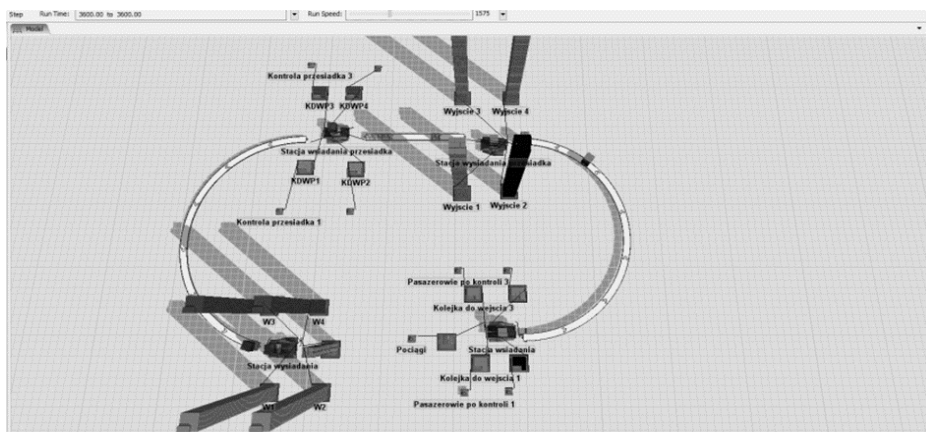 Step Run Time: 3600.00 to 3600.00 Run Speed: 1575
Model
Kontrola przesiadka 3
KDWP3 KDWP4
Stacja wsiadania przesiadka
KDWP1 KDWP2
Kontrola przesiadka 1
Wyjscie 3 Wyjscie 4
Stacja wysiadania przesiadka
Wyjscie 1 Wyjscie 2
Pasazerowie po kontroli 3
Kolejka do wejscia 3
Pociągi Stacja wsiadania
Kolejka do wejscia 1
Pasazerowie po kontroli 1
W3 W4
Stacja wysiadania
W1 W2